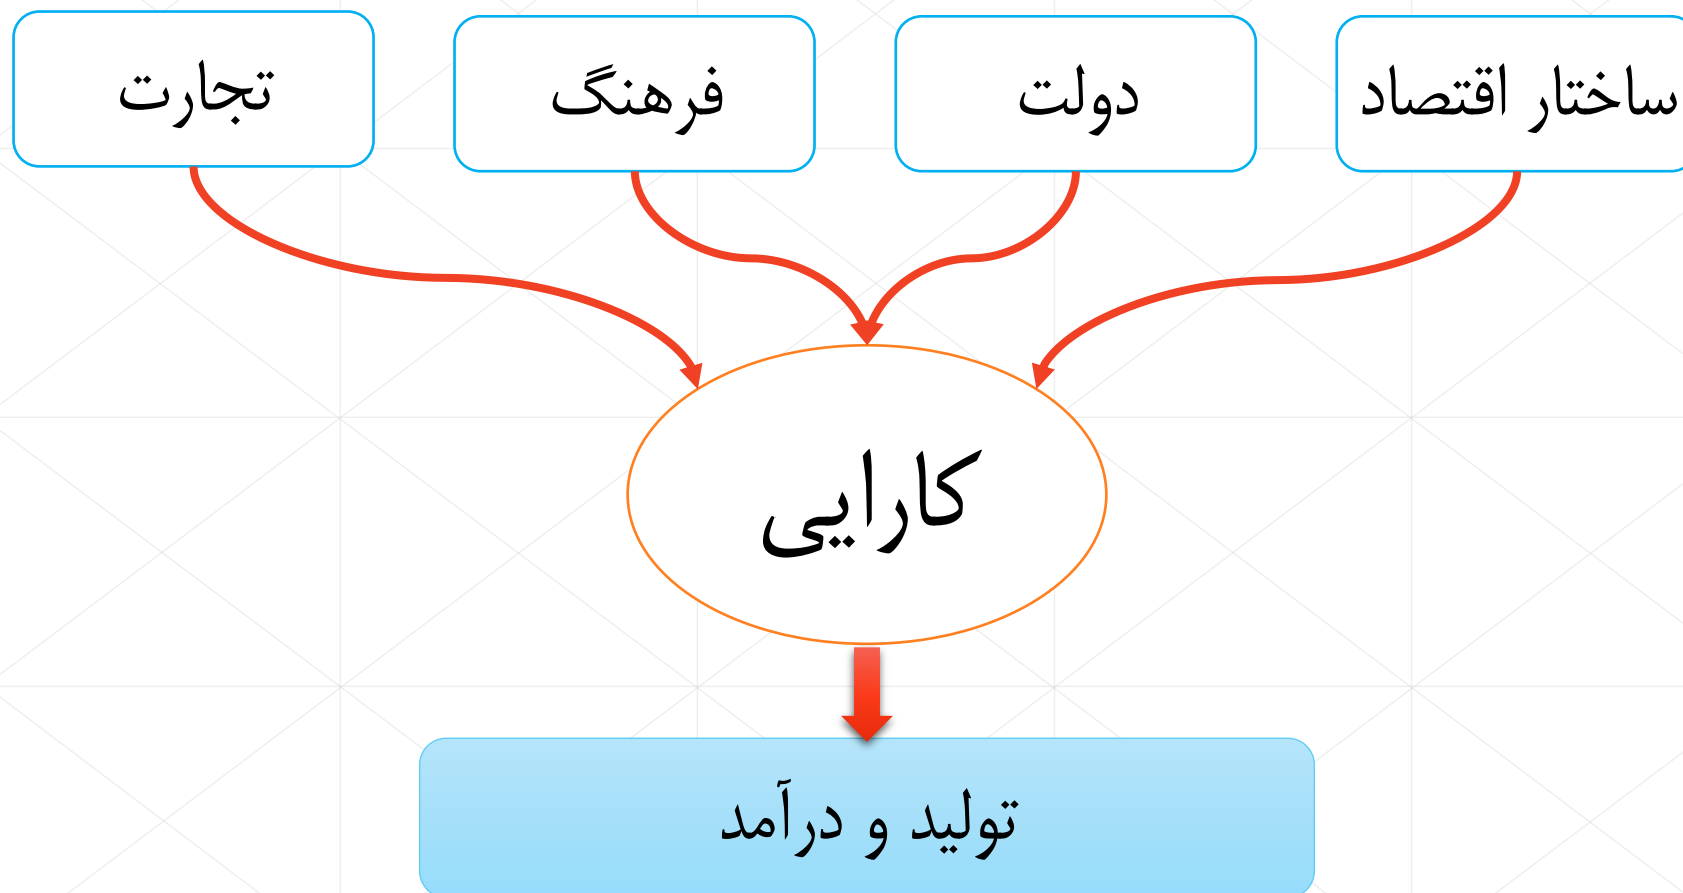 ساختار اقتصاد
دولت
فرهنگ
تجارت
کارایی
تولید و درآمد